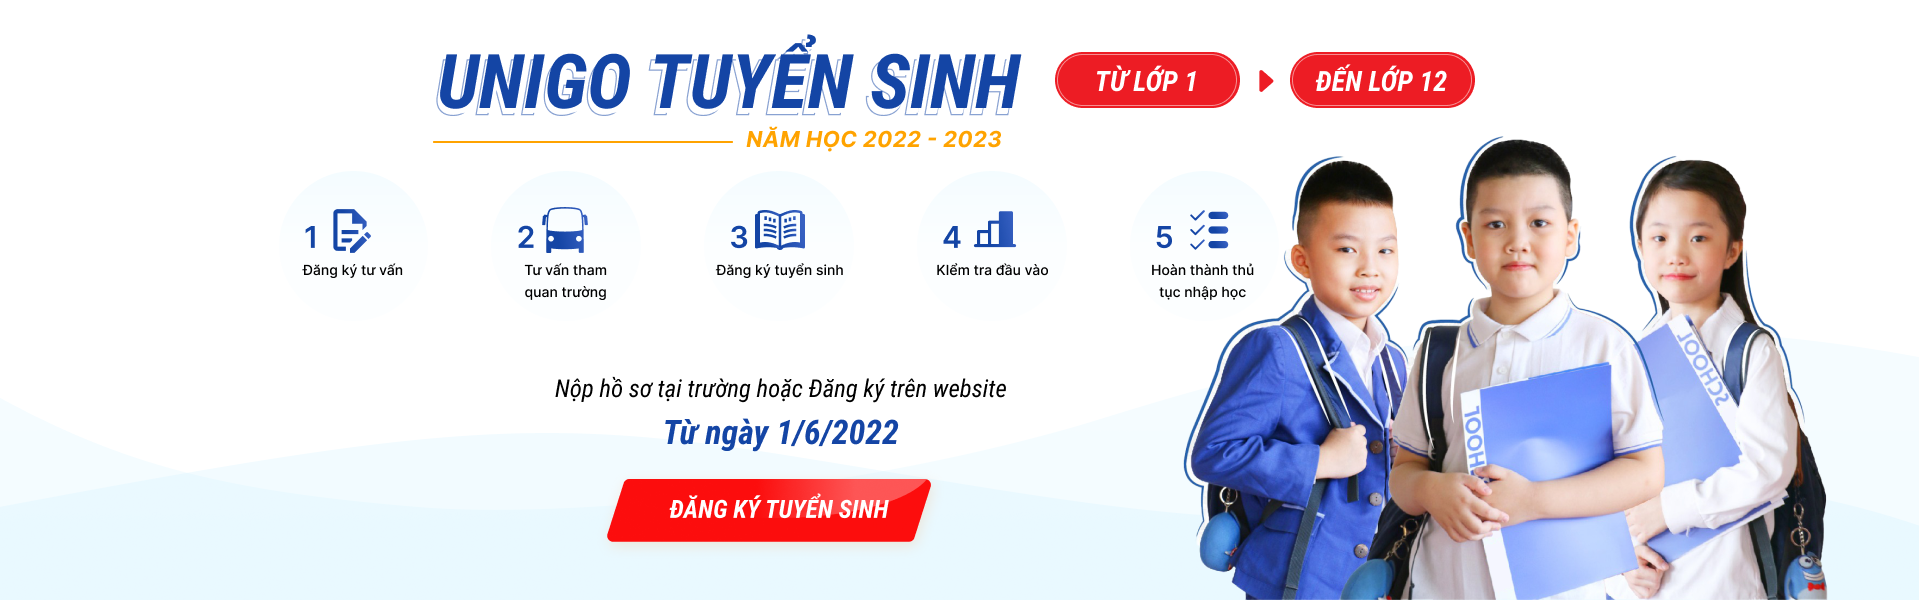 UNIGO TUYỂN SINH
TỪ LỚP 1
ĐẾN LỚP 12
NĂM HỌC 2022 - 2023
1
Đăng ký tư vấn
2
Tư vấn tham
quan trường
3
Đăng ký tuyển sinh
4
KIểm tra đầu vào
5
Hoàn thành thủ
tục nhập học
Nộp hồ sơ tại trường hoặc Đăng ký trên website
Từ ngày 1/6/2022
ĐĂNG KÝ TUYỂN SINH
SCHOOL
HOOL